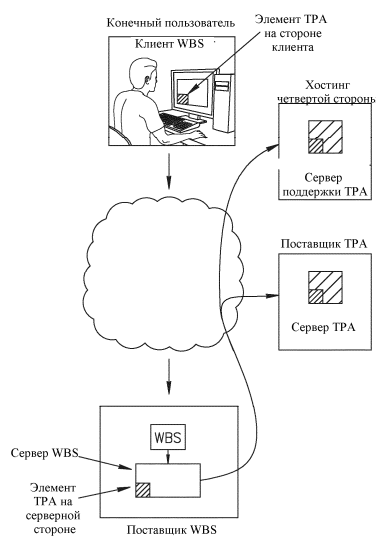 Конечный пользователь
Клиент WBS
Элемент TPA
на стороне
клиента
Хостинг
четвертой сторонь
Сервер
поддержки TPA
Поставщик TPA
Сервер TPA
WBS
Сервер WBS
Элемент
TPA на
серверной
стороне
Поставщик WBS